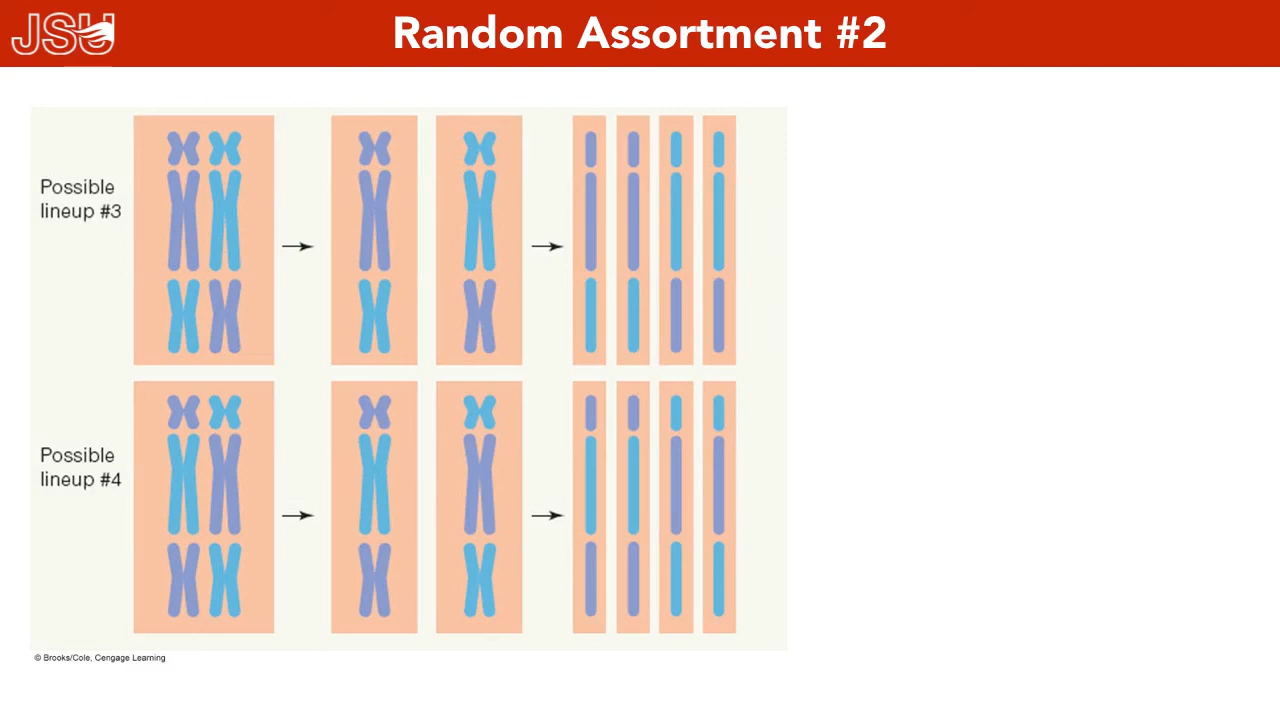 JSU
Random Assortment #2
Possible
lineup #3
Possible
lineup #4
© Brooks/Cole, Cengage Learning